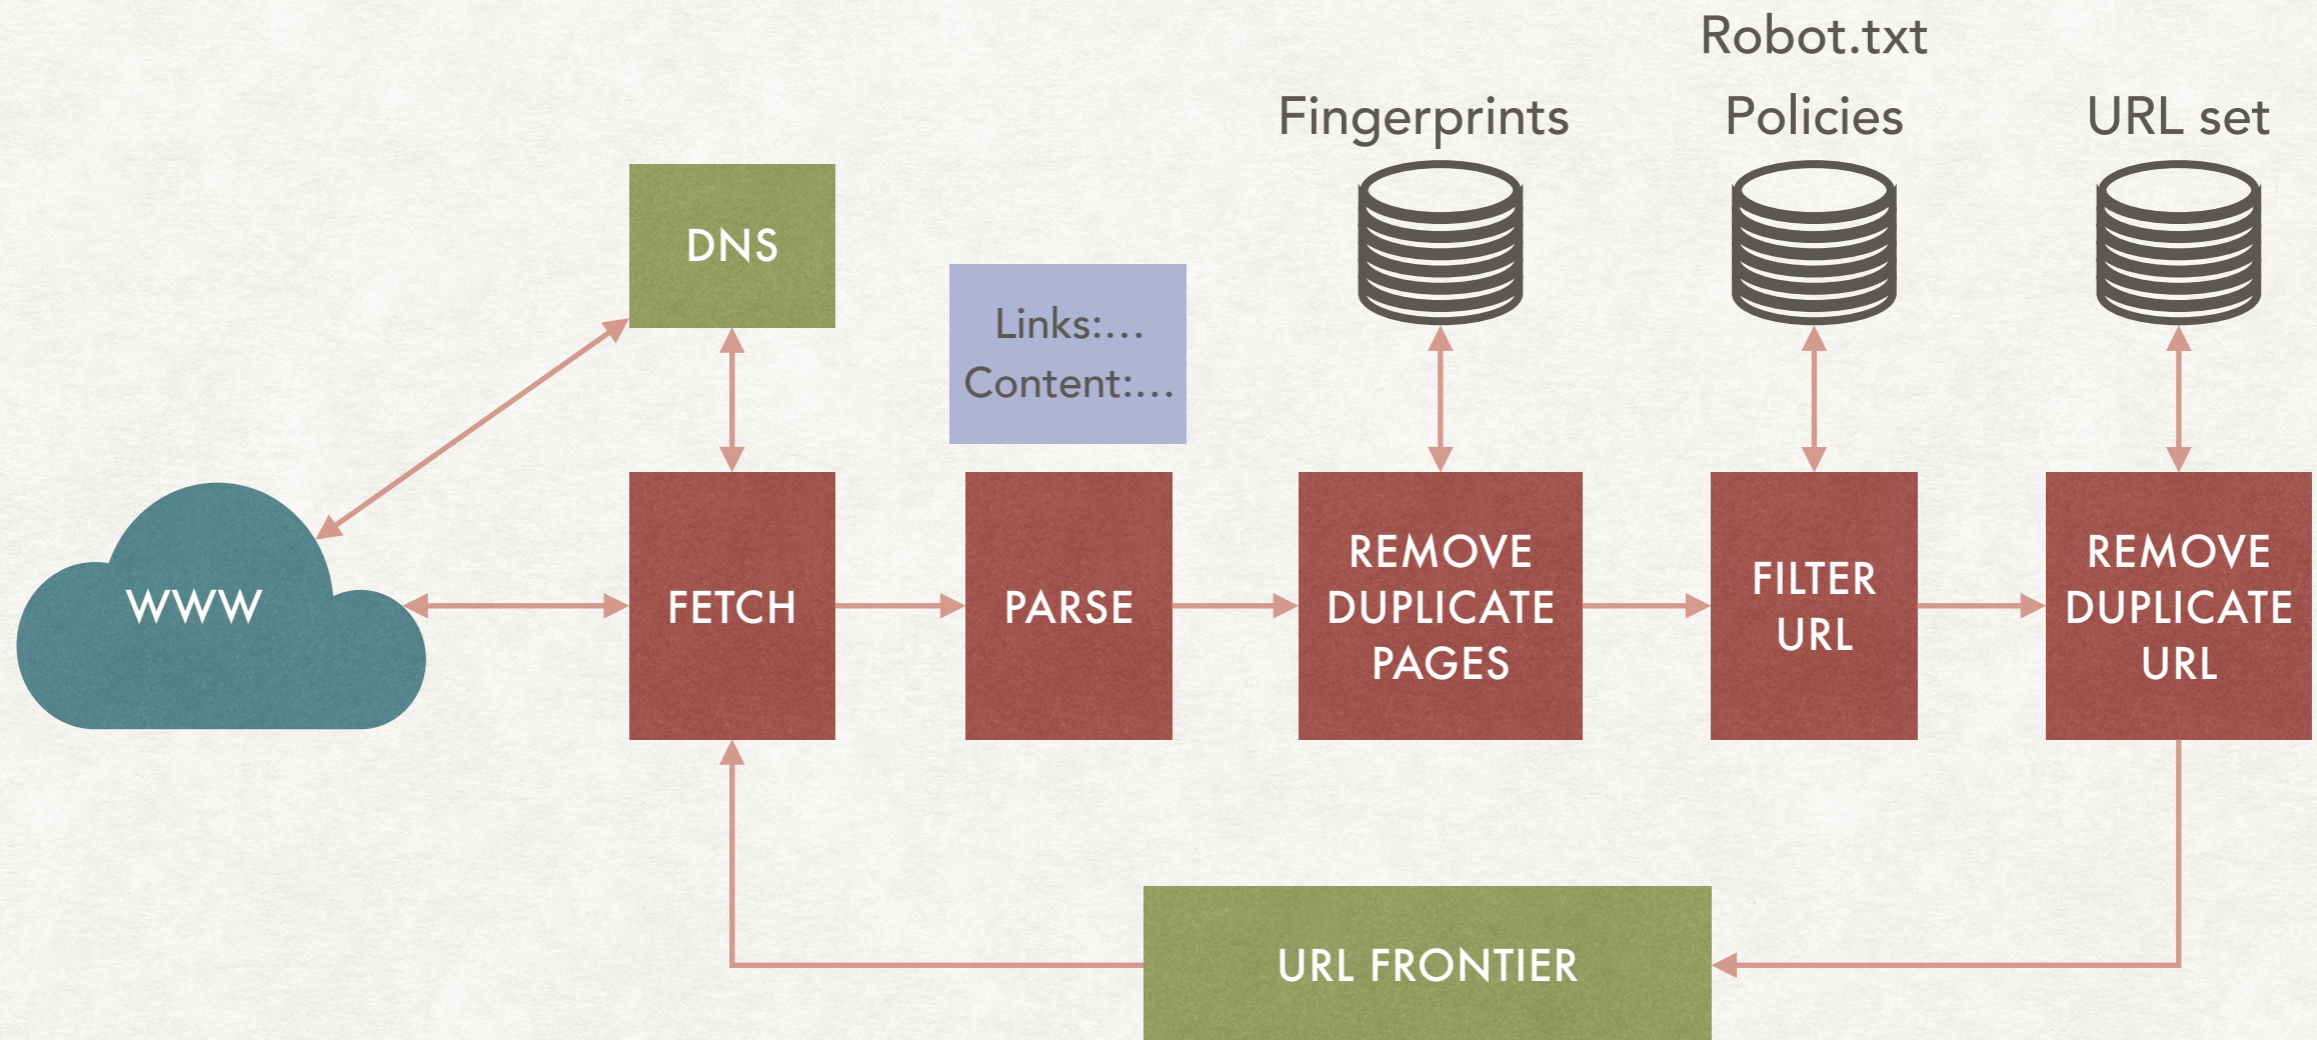 Robot.txt
Fingerprints
Policies
URL set
DNS
Links:...
Content:...
WWW
FETCH
PARSE
REMOVE
DUPLICATE
PAGES
FILTER
URL
REMOVE
DUPLICATE
URL
URL FRONTIER